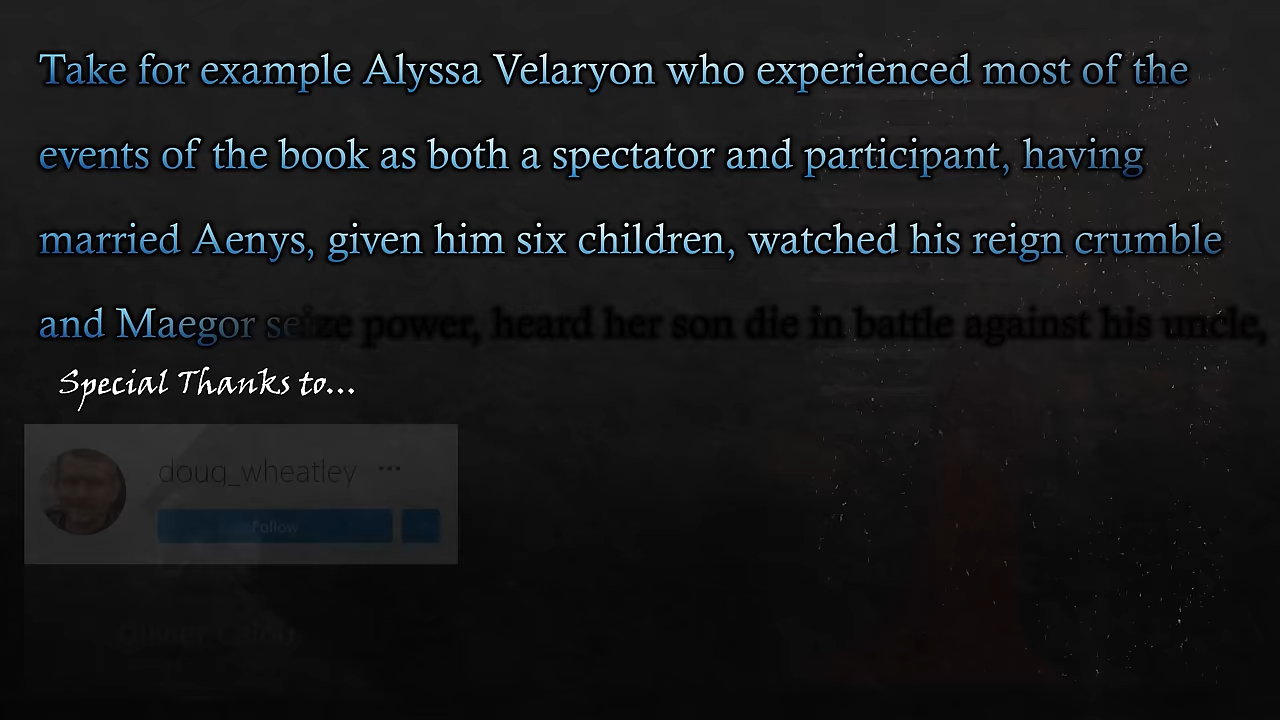 Take for example Alyssa Velaryon who experienced most of the
events of the book as both a spectator and participant, having
married Aenys, given him six children, watched his reign crumble
and Maegor seize power, heard her son die in battle against his uncle,
Special Thanks to...
doug_wheatley ...
Follow